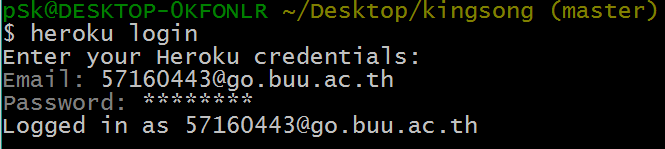 psk@DESKTOP-0KFONLR ~/Desktop/kingsong (master)
$ heroku login
Enter your Heroku credentials:
Email: 57160443@go.buu.ac.th
Password: ********
Logged in as 57160443@go.buu.ac.th